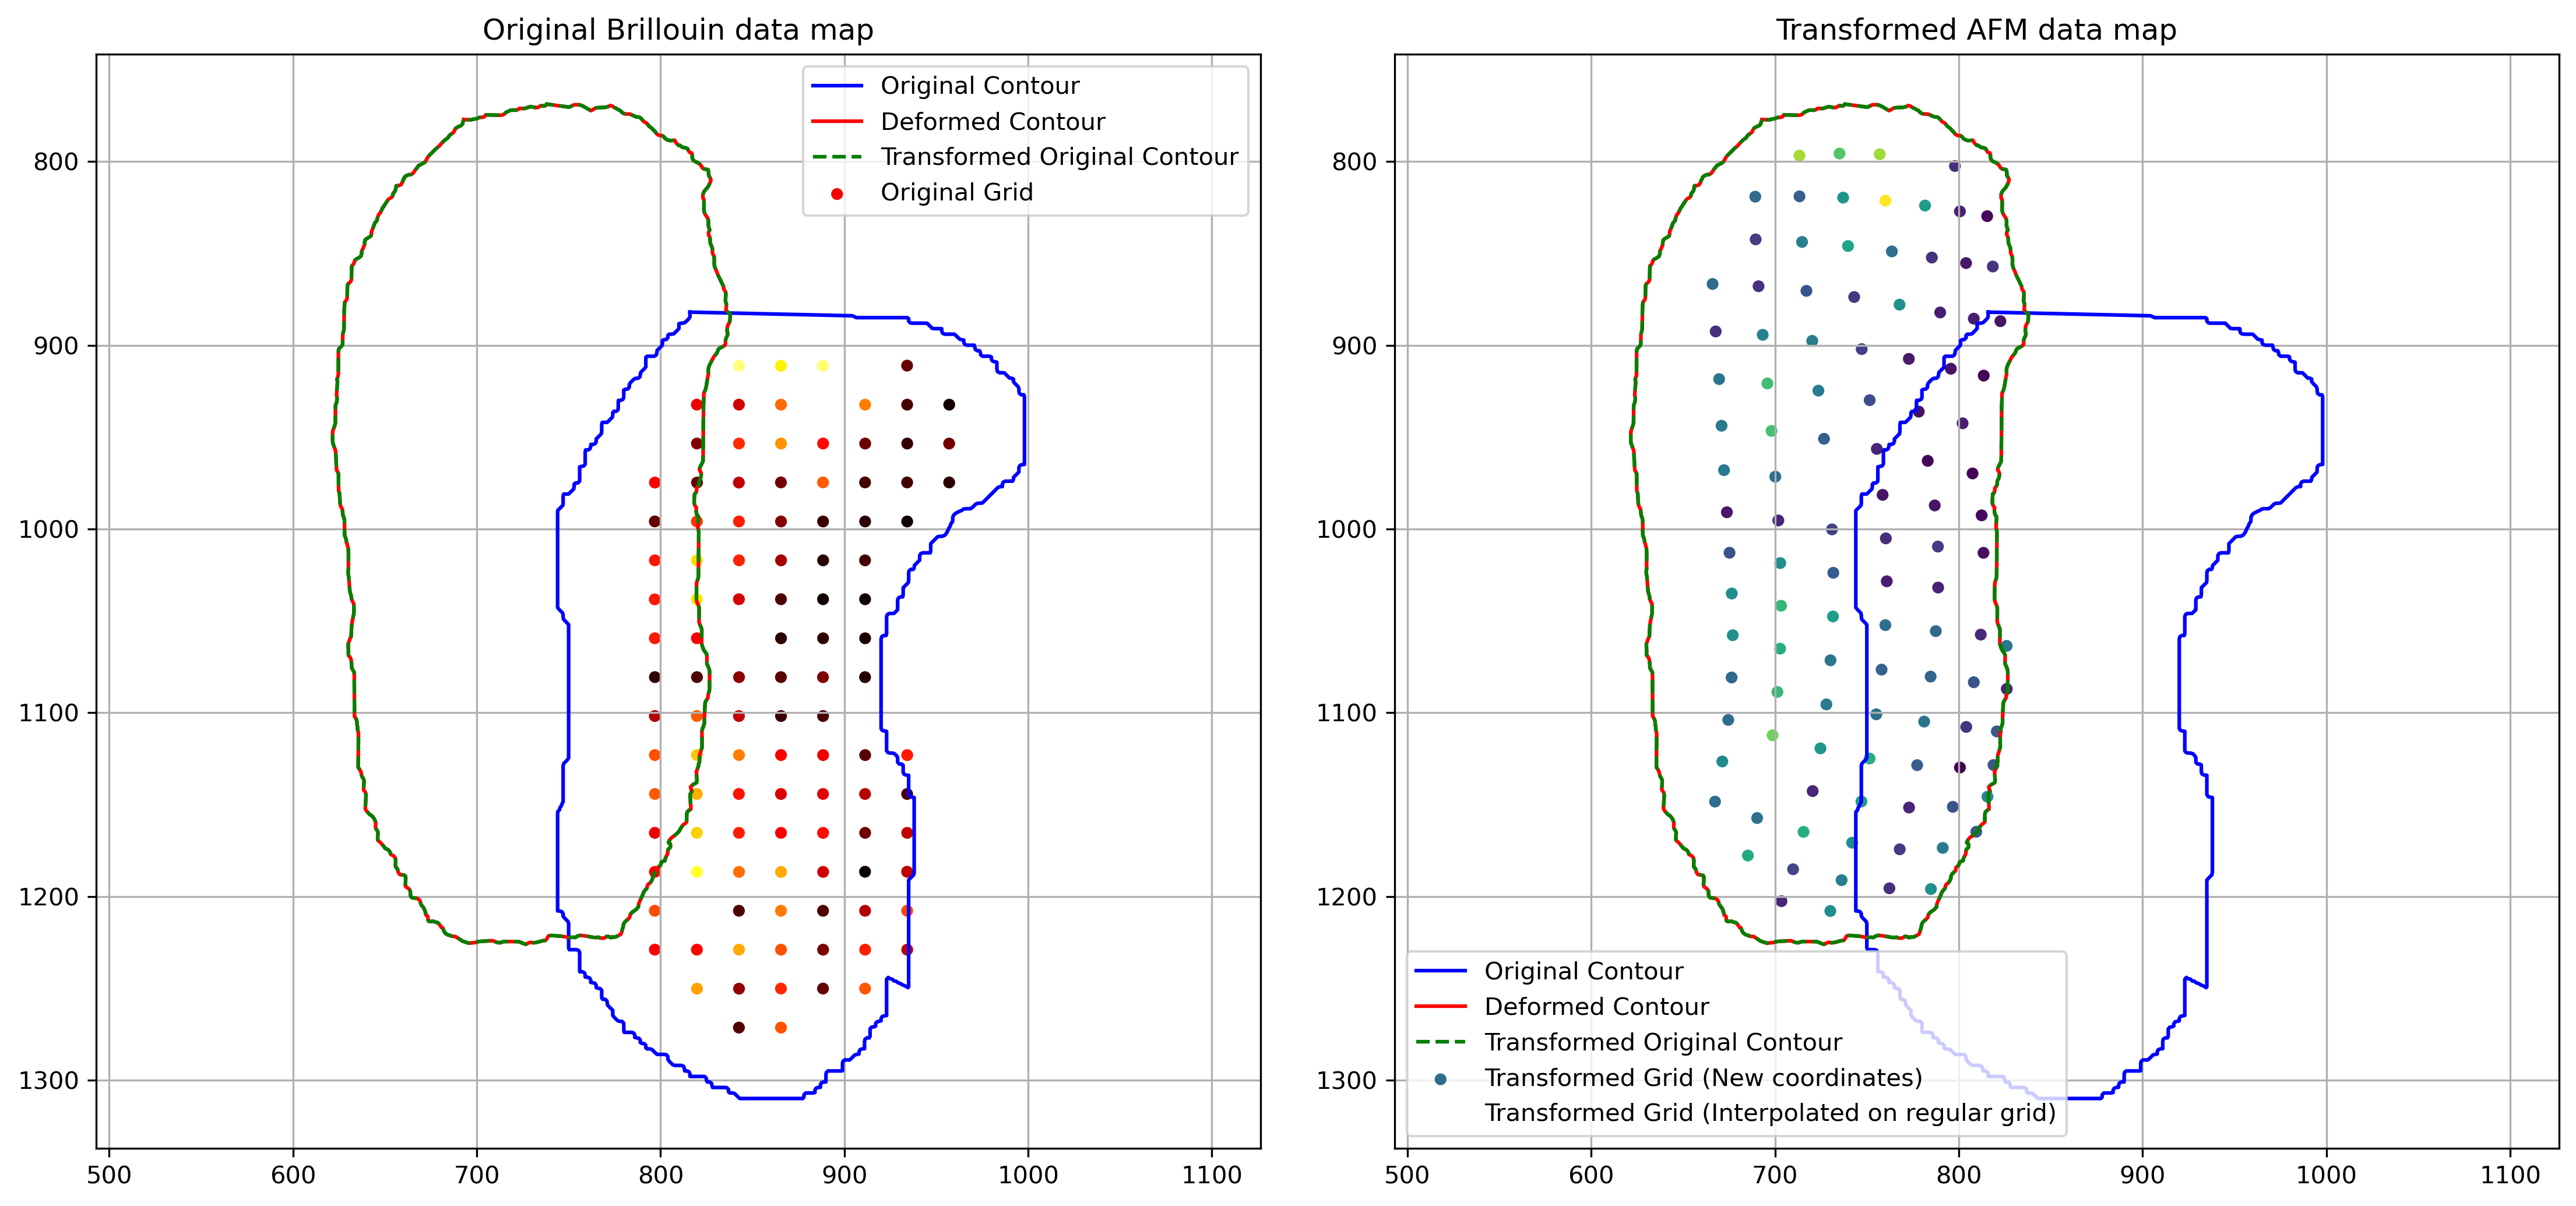 Original Brillouin data map
Original Contour
Deformed Contour
Transformed Original Contour
Original Grid
800
900
1000
1100
1200
1300
500 600 700 800 900 1000 1100
Transformed AFM data map
800
900
1000
1100
1200
1300
Original Contour
Deformed Contour
Transformed Original Contour
Transformed Grid (New coordinates)
Transformed Grid (Interpolated on regular grid)
500 600 700 800 900 1000 1100